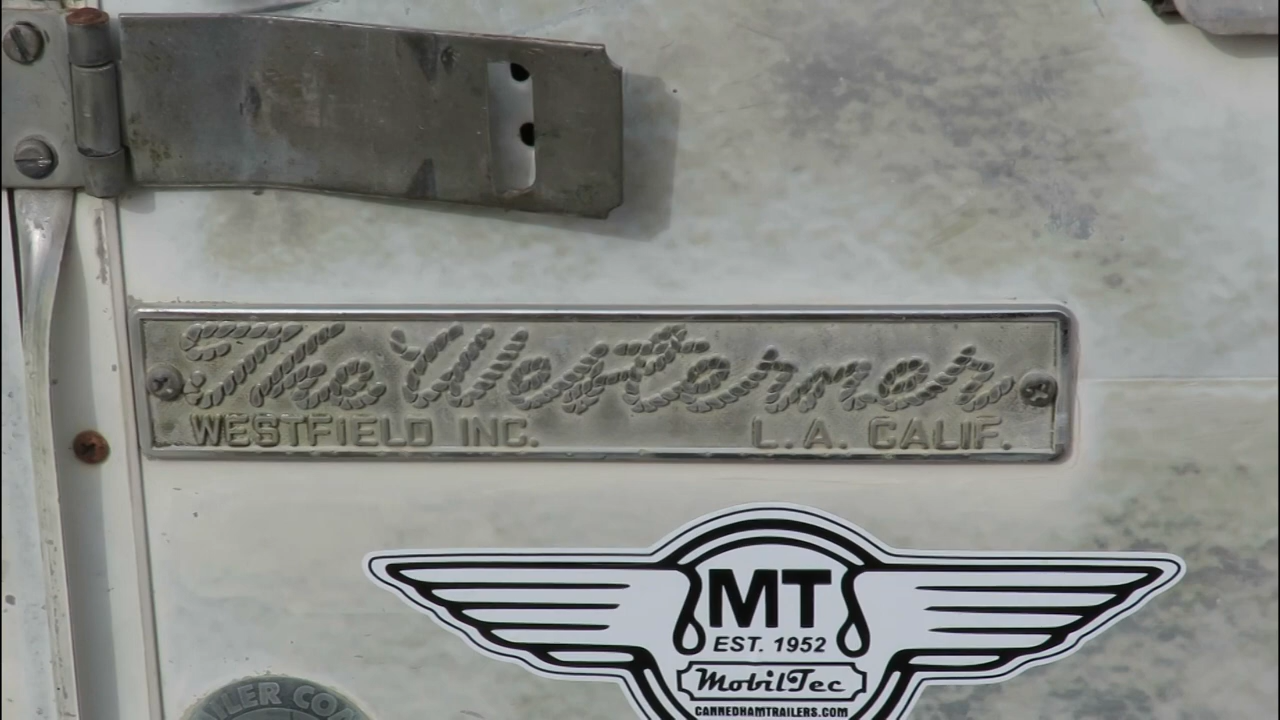 The Westerner
WESTFIELD INC. L.A. CALIF.
MT
EST. 1952
MobilTec
CANNEDHAMTRAILERS.COM